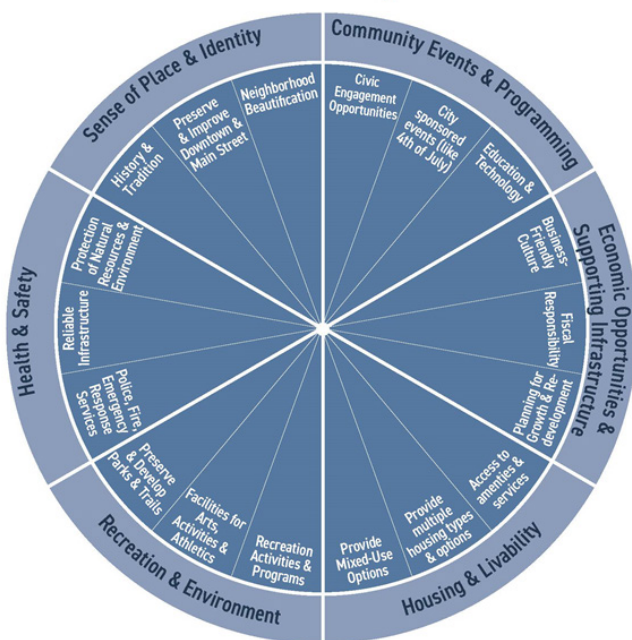 Community Events & Programming
Civic
Engagement
Opportunities
City
sponsored
events (like
4th of July)
Education &
Technology
Economic Opportunities &
Supporting Infrastructure
Business-
Friendly
Culture
Fiscal
Responsibility
Planning for
Growth & Re-
development
Housing & Livability
Access to
amenties &
services
Provide
multiple
housing types
& options
Provide
Mixed-Use
Options
Recreation & Environment
Recreation
Activities &
Programs
Facilities for
Arts,
Activities &
Athletics
Preserve
& Develop
Parks & Trails
Health & Safety
Police, Fire,
Emergency
Response
Services
Reliable
Infrastructure
Protection
of Natural
Resources &
Environment
Sense of Place & Identity
History &
Tradition
Preserve
& Improve
Downtown &
Main Street
Neighborhood
Beautification